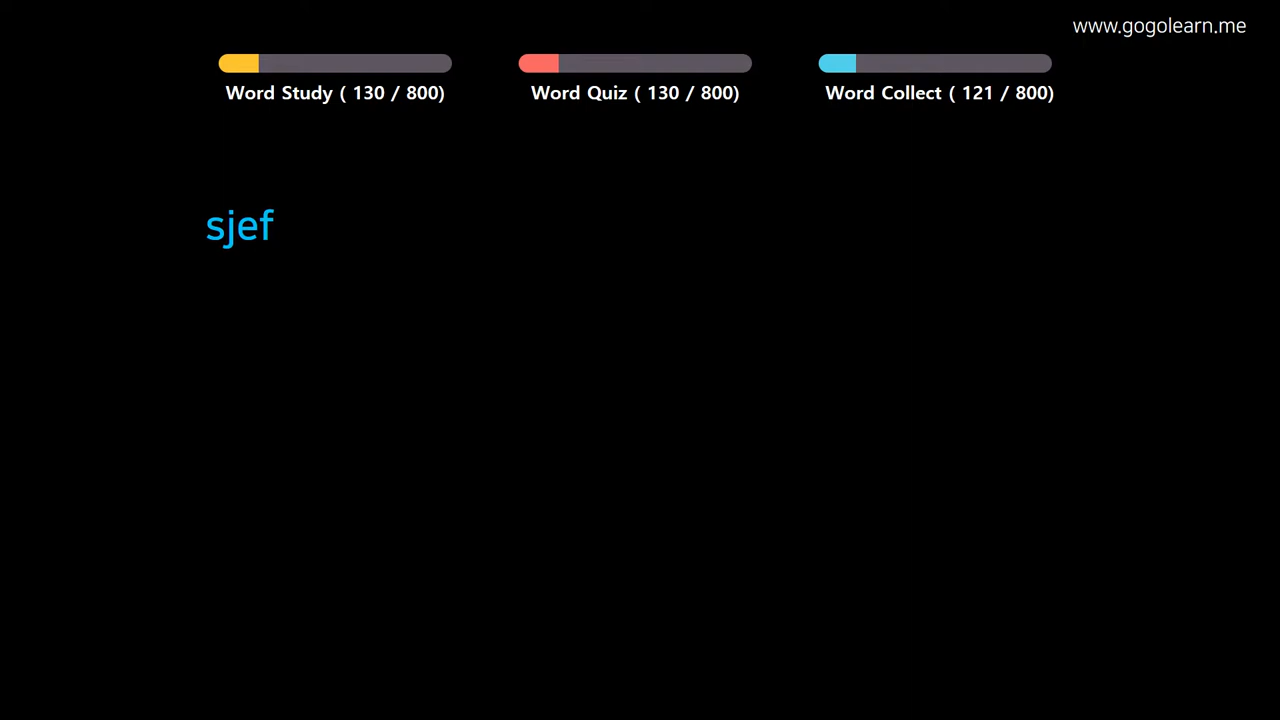 www.gogolearn.me
Word Study ( 130 / 800)
Word Quiz ( 130 / 800)
Word Collect ( 121 / 800)
sjef